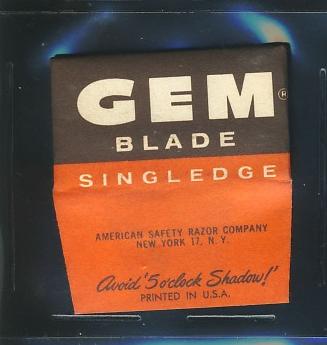 GEM®
BLADE
SINGLEDGE
AMERICAN SAFETY RAZOR COMPANY
NEW YORK 17, N.Y.
Avoid '5 o'clock Shadow!'
PRINTED IN U.S.A.